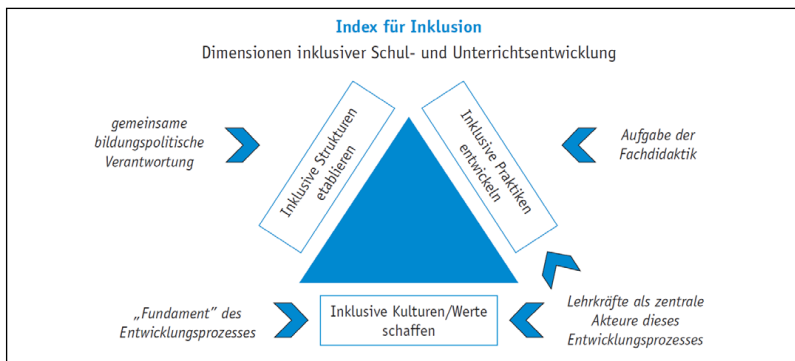 Index für Inklusion
Dimensionen inklusiver Schul- und Unterrichtsentwicklung
gemeinsame
bildungspolitische
Verantwortung
Inklusive Strukturen
etablieren
Inklusive Praktiken
entwickeln
Aufgabe der
Fachdidaktik
„Fundament” des
Entwicklungsprozesses
Inklusive Kulturen/Werte
schaffen
Lehrkräfte als zentrale
Akteure dieses
Entwicklungsprozesses